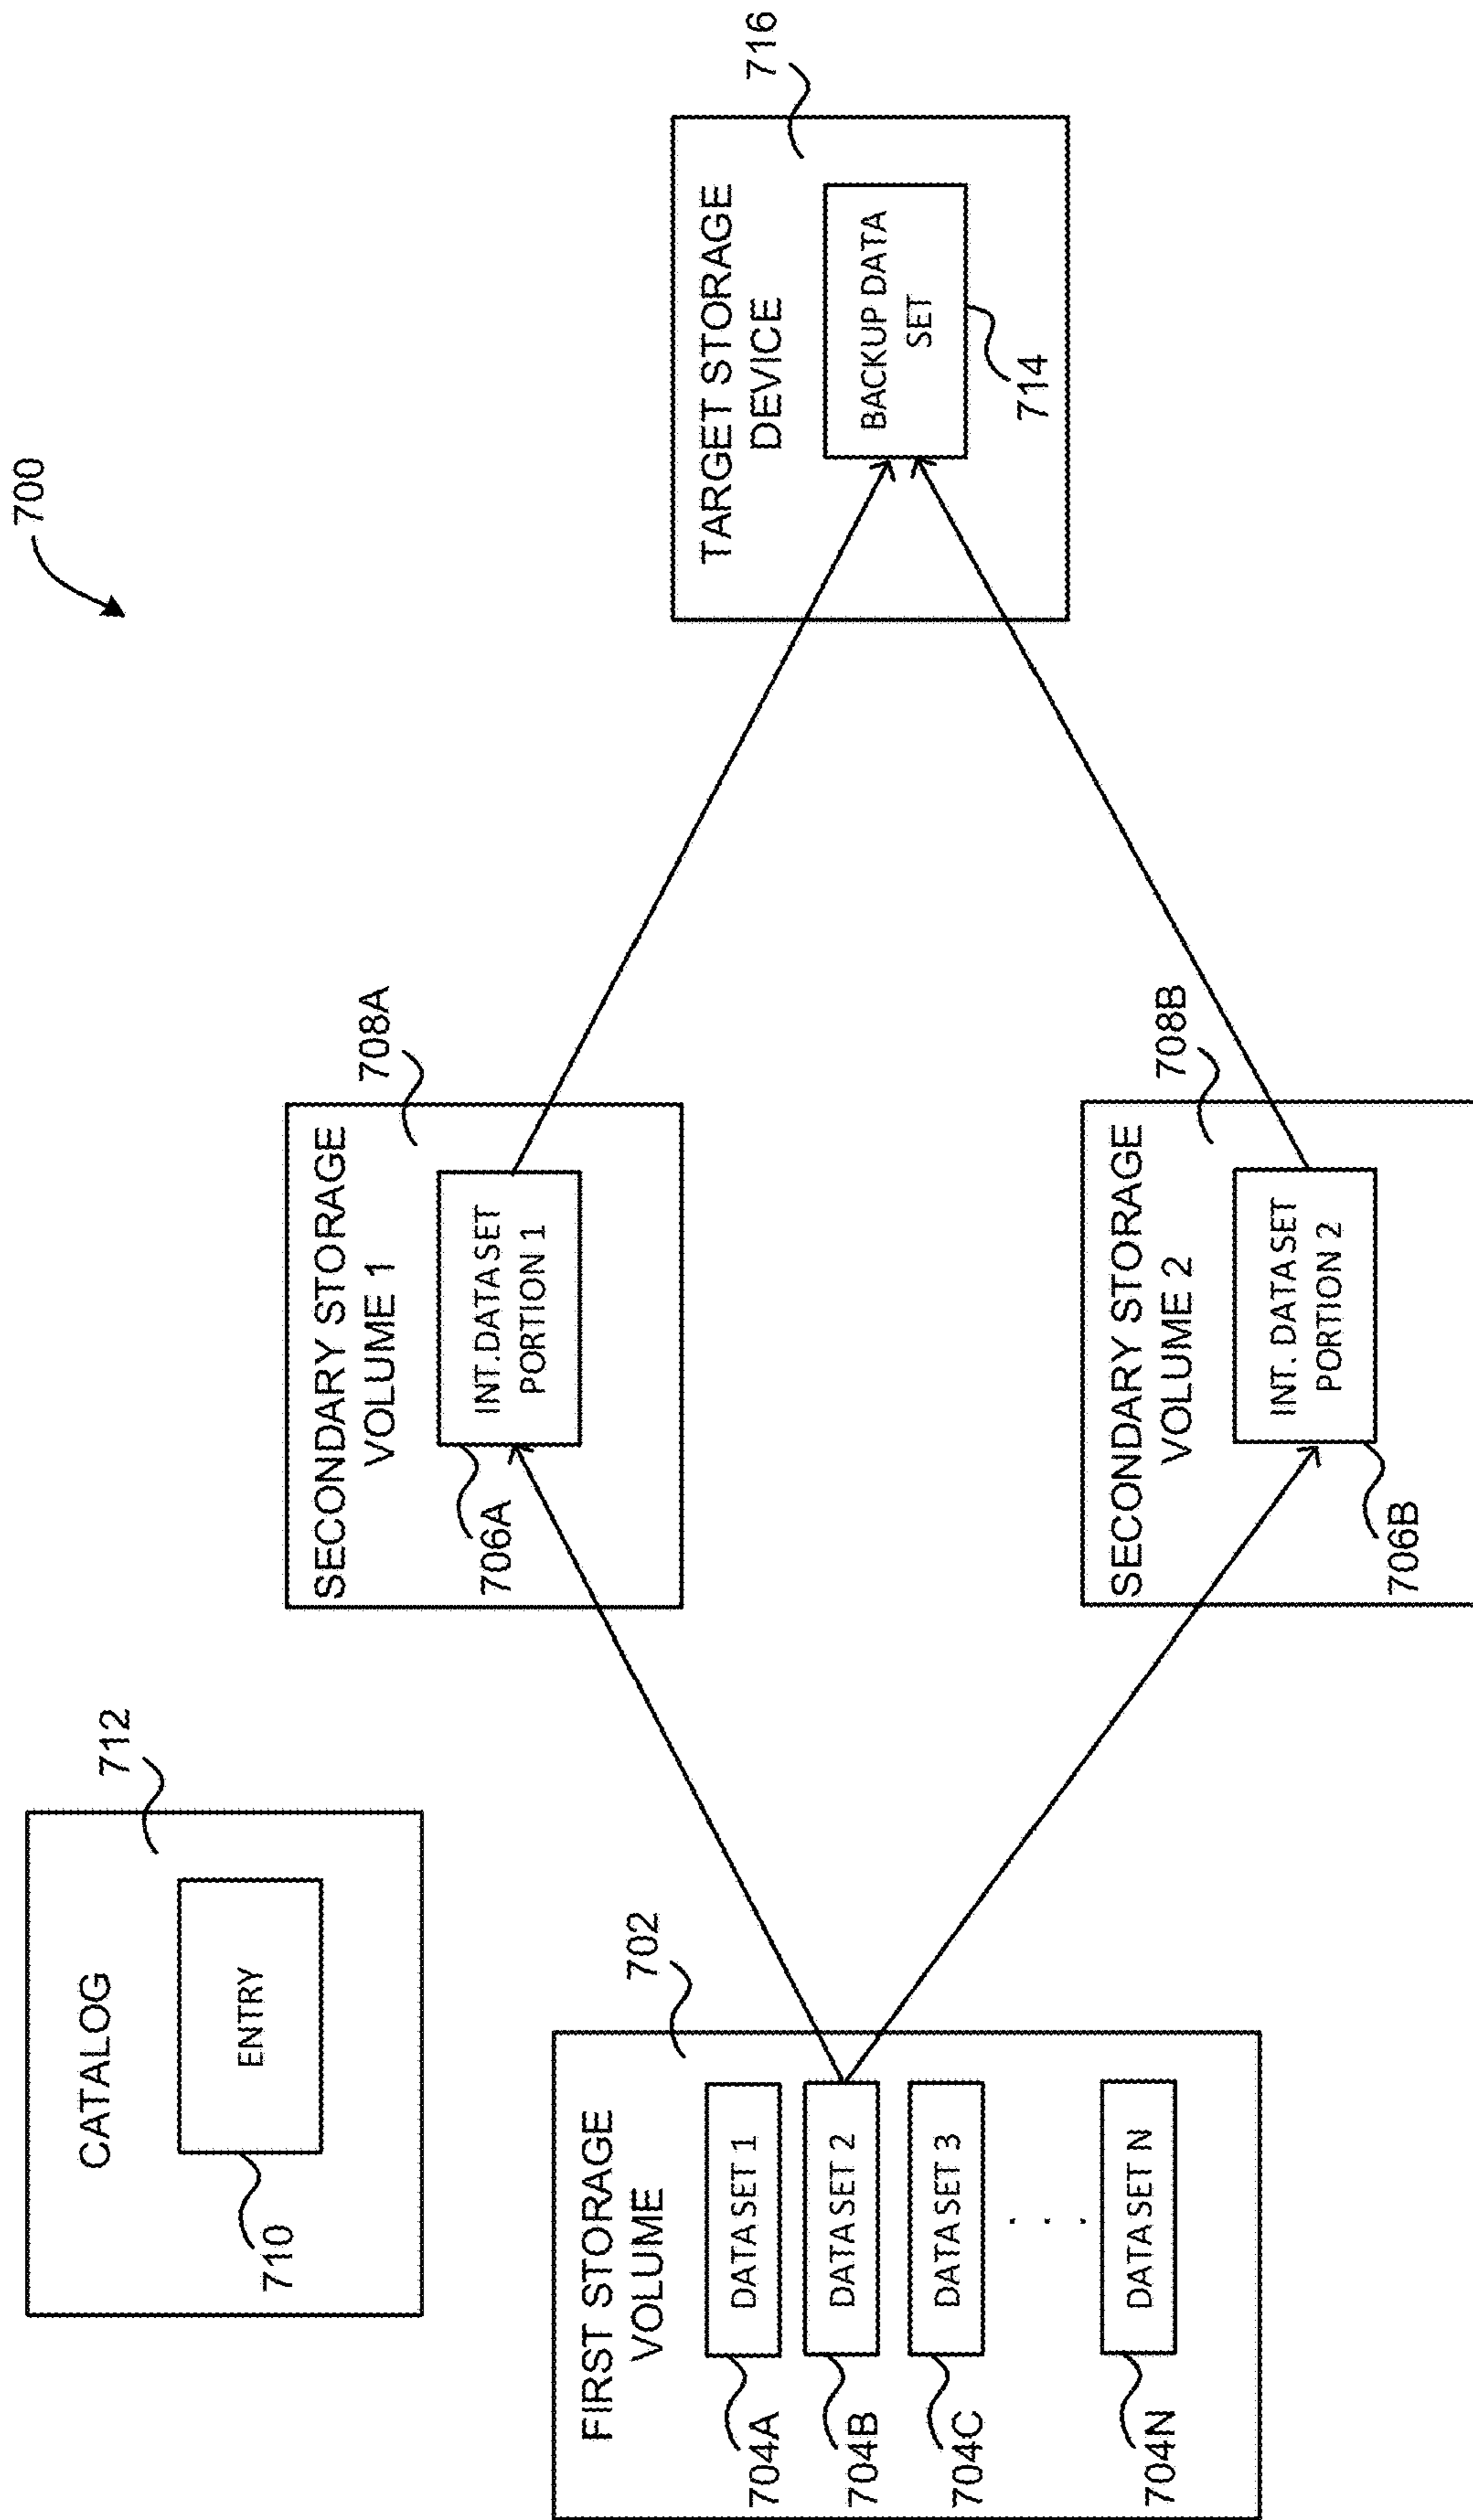 700
CATALOG
712
ENTRY
710
FIRST STORAGE
VOLUME
702
DATA SET 1
704A
DATA SET 2
704B
DATA SET 3
704C
. . .
DATA SET N
704N
SECONDARY STORAGE
VOLUME 1
708A
INT. DATA SET
PORTION 1
706A
SECONDARY STORAGE
VOLUME 2
708B
INT. DATA SET
PORTION 2
706B
TARGET STORAGE
DEVICE
716
BACKUP DATA
SET
714